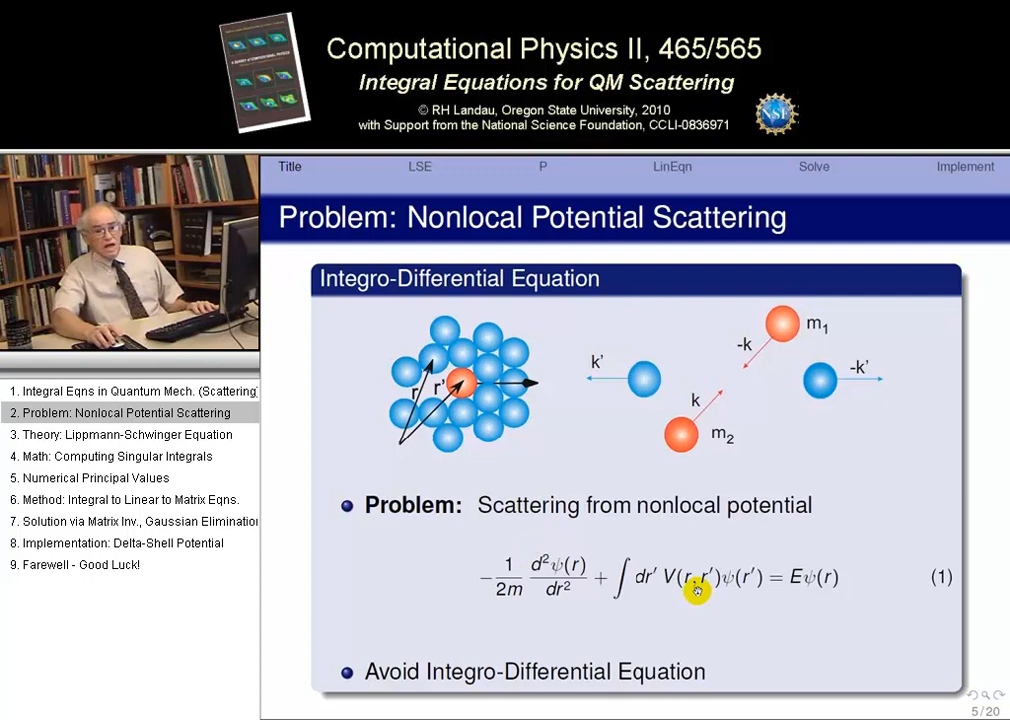 Computational Physics II, 465/565
Integral Equations for QM Scattering
© RH Landau, Oregon State University, 2010
with Support from the National Science Foundation, CCLI-0836971
NSF
Title LSE P LinEqn Solve Implement
Problem: Nonlocal Potential Scattering
Integro-Differential Equation
r r'
k' -k m₁ -k'
k m₂
Problem: Scattering from nonlocal potential
− 1/2m d²ψ(r)/dr² + ∫ dr' V(r, r')ψ(r') = Eψ(r) (1)
Avoid Integro-Differential Equation
5/20
1. Integral Eqns in Quantum Mech. (Scattering
2. Problem: Nonlocal Potential Scattering
3. Theory: Lippmann-Schwinger Equation
4. Math: Computing Singular Integrals
5. Numerical Principal Values
6. Method: Integral to Linear to Matrix Eqns.
7. Solution via Matrix Inv., Gaussian Eliminatio
8. Implementation: Delta-Shell Potential
9. Farewell - Good Luck!